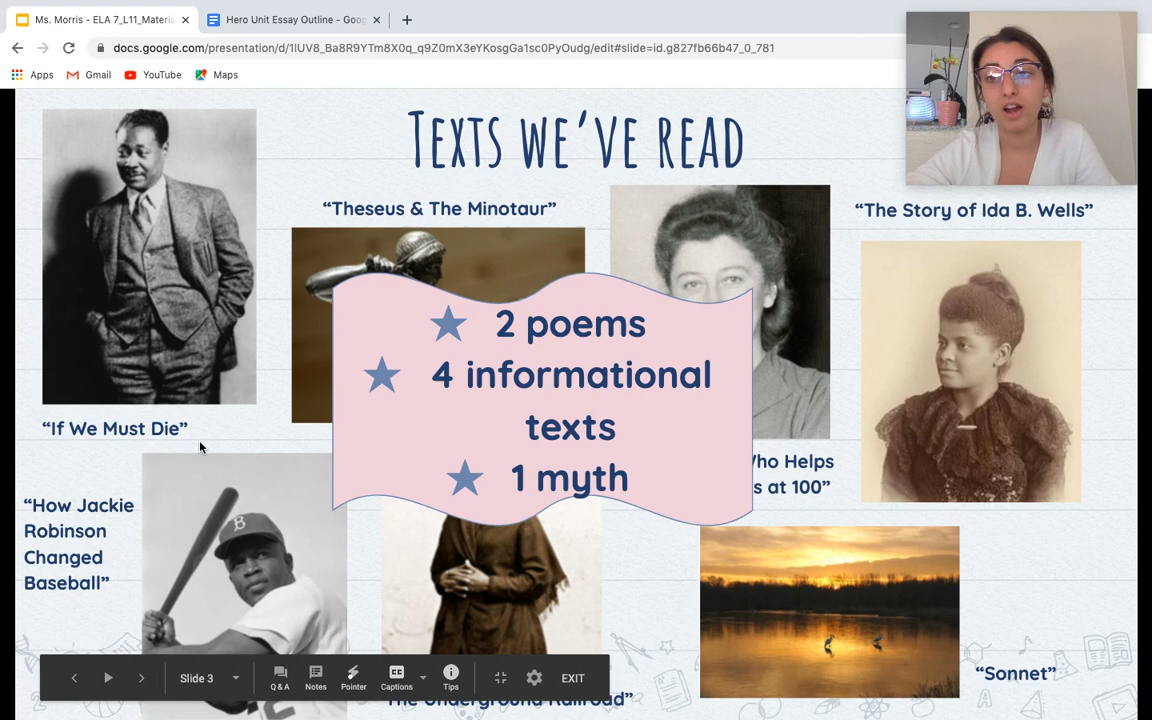 Ms. Morris - ELA 7_L11_Materia
Hero Unit Essay Outline - Goog
docs.google.com/presentation/d/1lUV8_Ba8R9YTm8X0q_q9Z0mX3eYKosgGa1sc0PyOudg/edit#slide=id.g827fb66b47_0_781
Apps
Gmail
YouTube
Maps
TEXTS WE'VE READ
"Theseus & The Minotaur"
"The Story of Ida B. Wells"
2 poems
4 informational
texts
1 myth
"If We Must Die"
Who Helps
s at 100"
"How Jackie
Robinson
Changed
Baseball"
B
Slide 3
Q & A
Notes
Pointer
Captions
Tips
EXIT
"Sonnet"
The Underground Railroad"